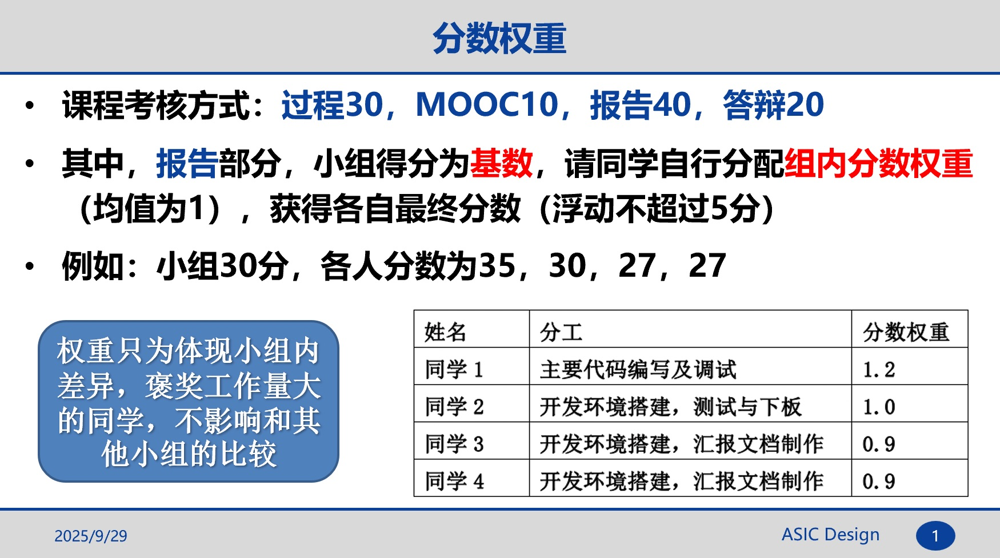 分数权重
• 课程考核方式：过程30，MOOC10，报告40，答辩20
• 其中，报告部分，小组得分为基数，请同学自行分配组内分数权重
（均值为1），获得各自最终分数（浮动不超过5分）
• 例如：小组30分，各人分数为35，30，27，27
权重只为体现小组内
差异，褒奖工作量大
的同学，不影响和其
他小组的比较
姓名 分工 分数权重
同学 1 主要代码编写及调试 1.2
同学 2 开发环境搭建，测试与下板 1.0
同学 3 开发环境搭建，汇报文档制作 0.9
同学 4 开发环境搭建，汇报文档制作 0.9
2025/9/29
ASIC Design
1